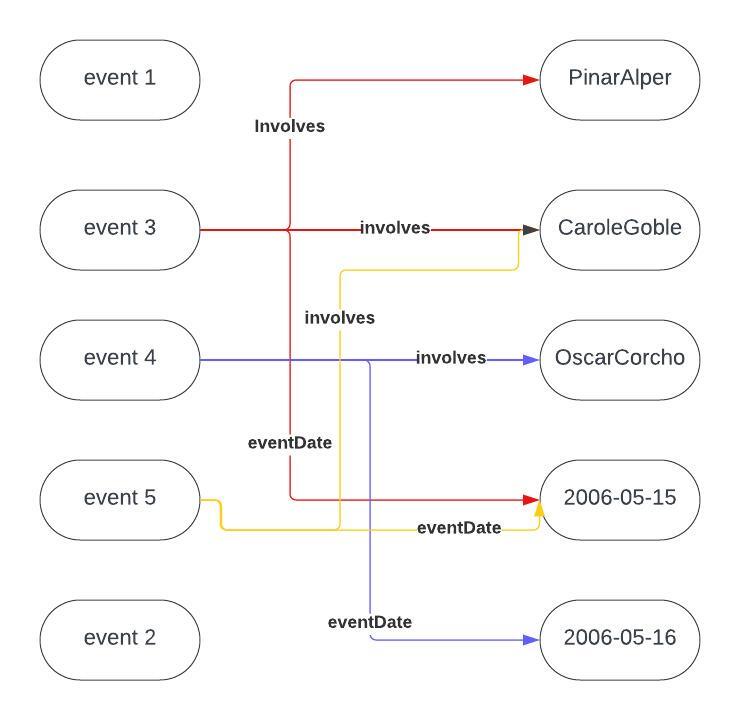 event 1
PinarAlper
Involves
event 3
involves
CaroleGoble
involves
event 4
involves
OscarCorcho
eventDate
event 5
2006-05-15
eventDate
eventDate
event 2
2006-05-16